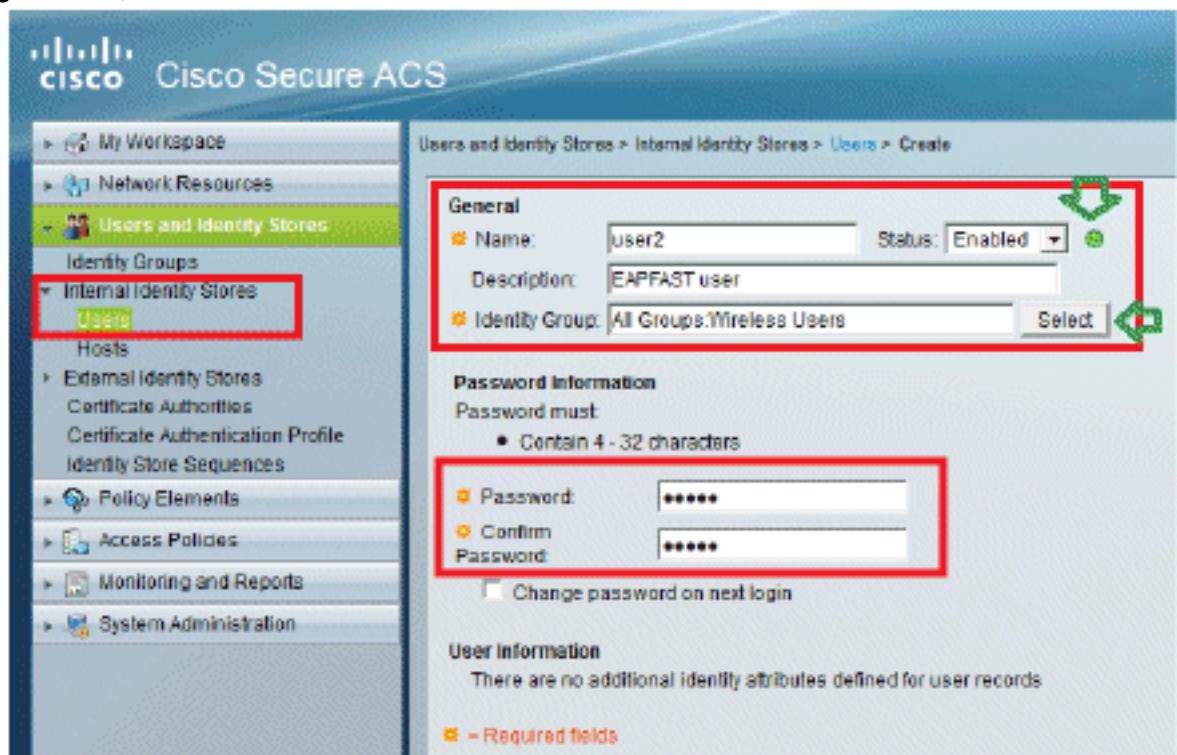 cisco Cisco Secure ACS
My Workspace
Network Resources
Users and Identity Stores
Identity Groups
Internal Identity Stores
Users
Hosts
External Identity Stores
Certificate Authorities
Certificate Authentication Profile
Identity Store Sequences
Policy Elements
Access Policies
Monitoring and Reports
System Administration
Users and Identity Stores > Internal Identity Stores > Users > Create
General
Name: user2 Status: Enabled
Description: EAPFAST user
Identity Group: All Groups:Wireless Users Select
Password Information
Password must:
• Contain 4 - 32 characters
Password: •••••
Confirm
Password: •••••
Change password on next login
User Information
There are no additional identity attributes defined for user records
= Required fields